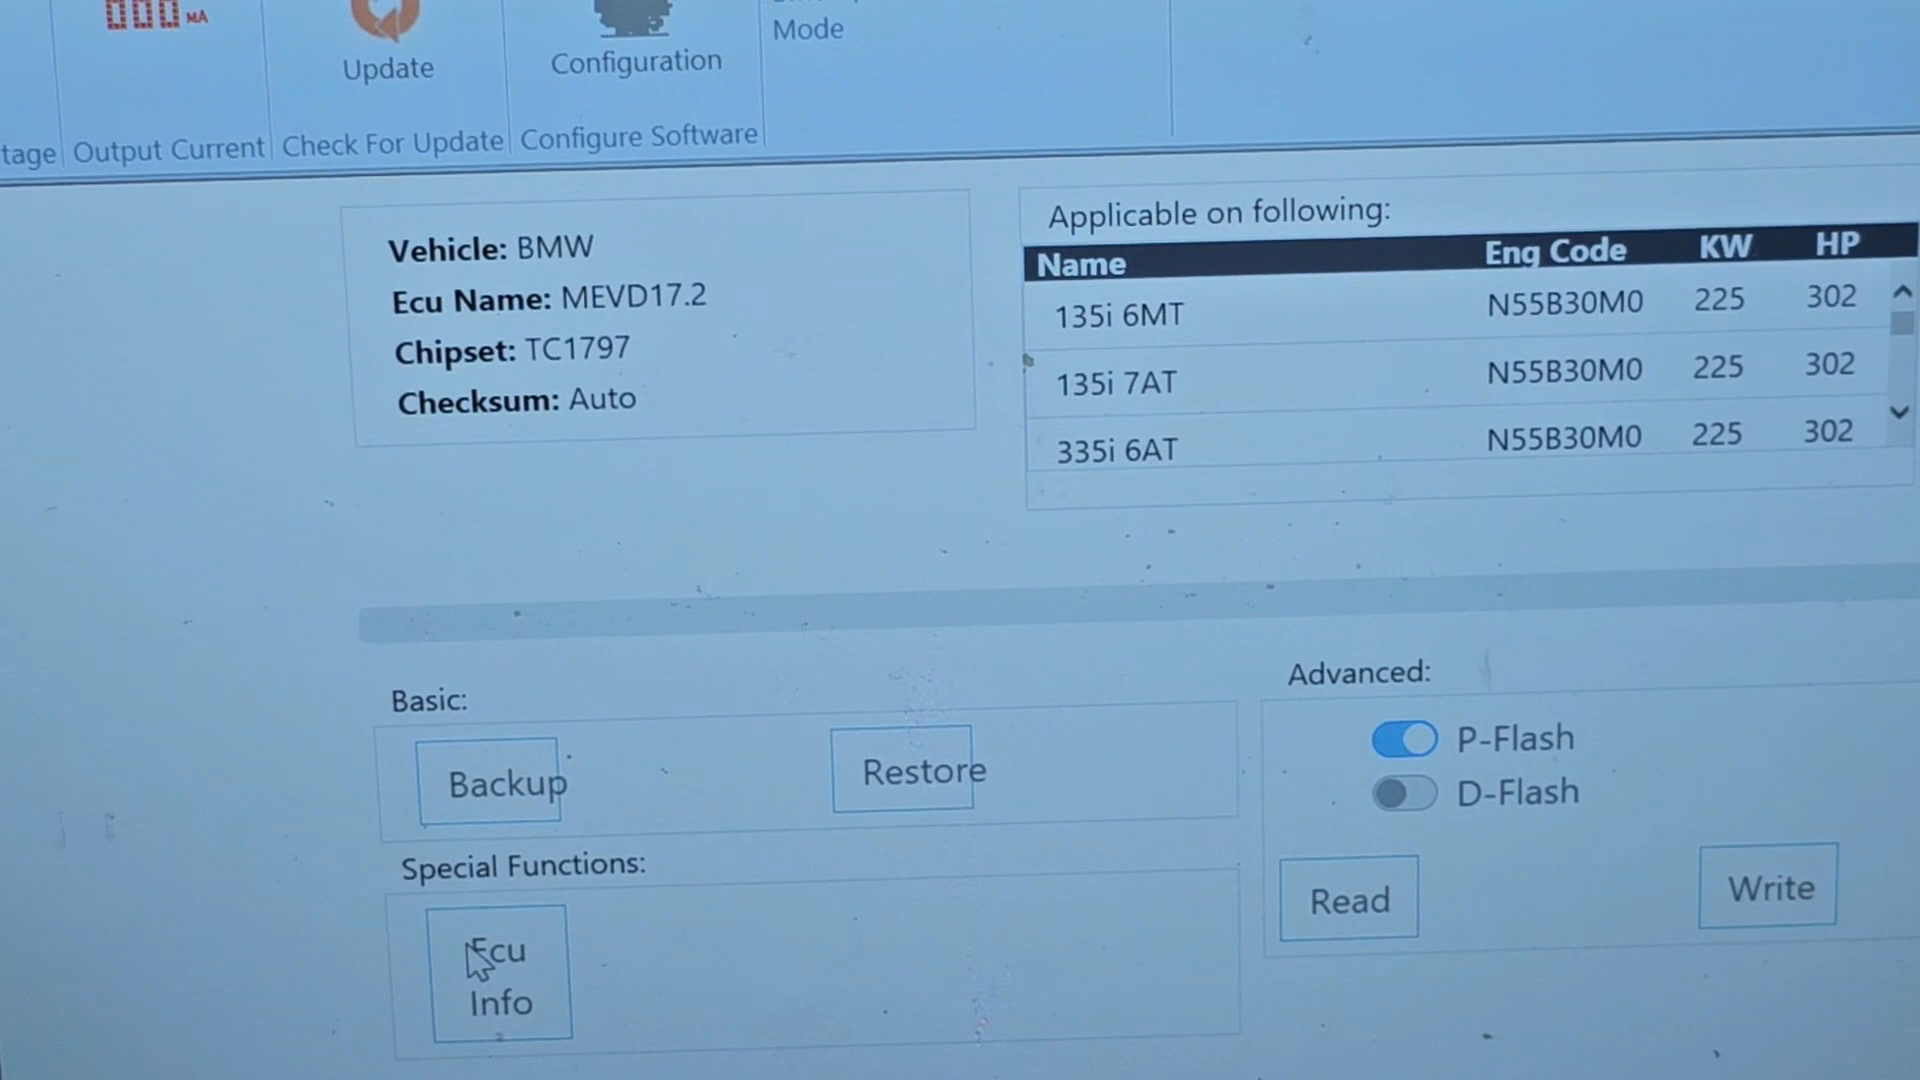 000 MA
Update
Configuration
Mode
tage
Output Current
Check For Update
Configure Software
Vehicle: BMW
Ecu Name: MEVD17.2
Chipset: TC1797
Checksum: Auto
Applicable on following:
Name Eng Code KW HP
135i 6MT N55B30M0 225 302
135i 7AT N55B30M0 225 302
335i 6AT N55B30M0 225 302
Basic:
Backup
Restore
Special Functions:
Ecu
Info
Advanced:
P-Flash
D-Flash
Read
Write